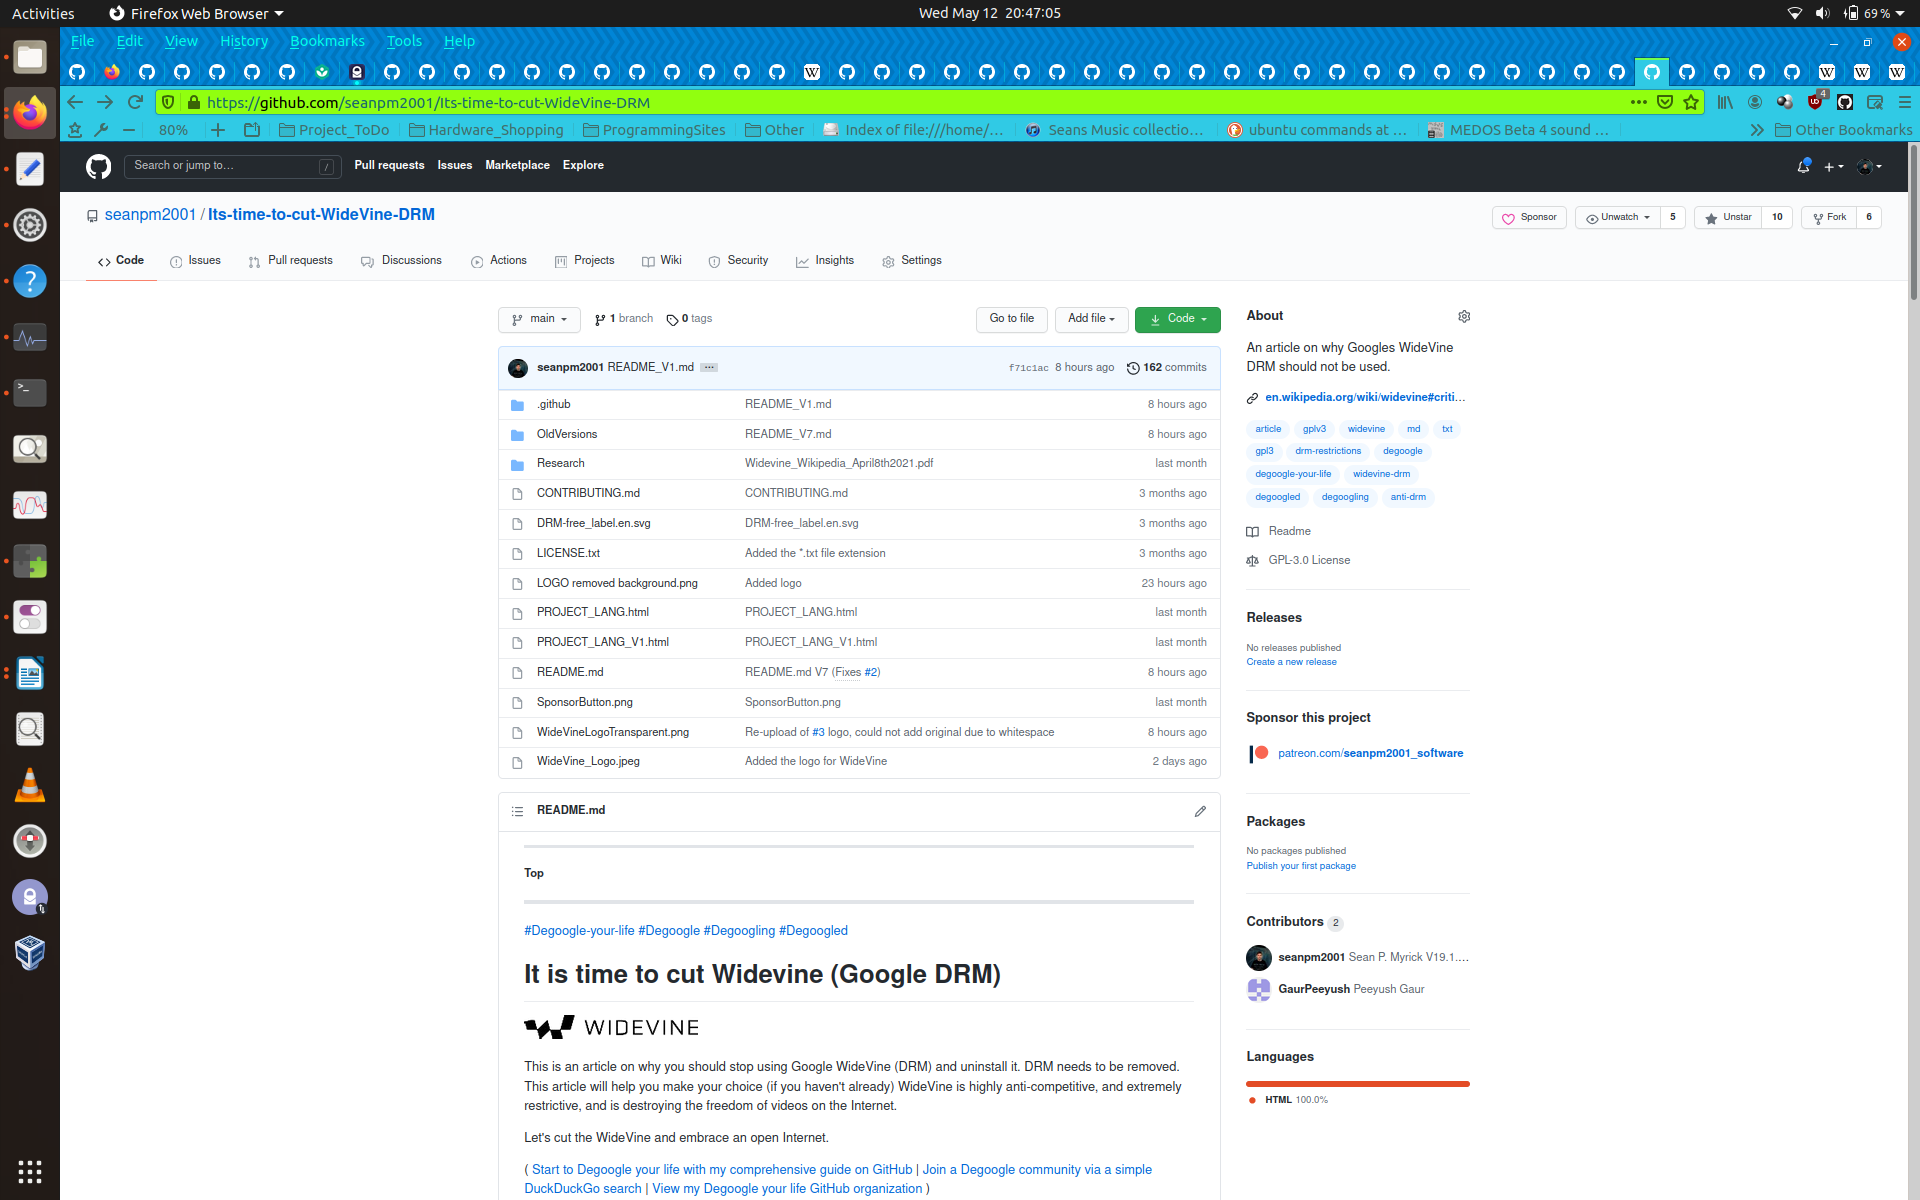 Activities Firefox Web Browser Wed May 12 20:47:05 69 %
File Edit View History Bookmarks Tools Help
https://github.com/seanpm2001/Its-time-to-cut-WideVine-DRM 4
80% Project_ToDo Hardware_Shopping ProgrammingSites Other Index of file:///home/... Seans Music collectio... ubuntu commands at ... MEDOS Beta 4 sound ... Other Bookmarks
Search or jump to... / Pull requests Issues Marketplace Explore
seanpm2001 / Its-time-to-cut-WideVine-DRM Sponsor Unwatch 5 Unstar 10 Fork 6
Code Issues Pull requests Discussions Actions Projects Wiki Security Insights Settings
main 1 branch 0 tags Go to file Add file Code
seanpm2001 README_V1.md ... f71c1ac 8 hours ago 162 commits
.github README_V1.md 8 hours ago
OldVersions README_V7.md 8 hours ago
Research Widevine_Wikipedia_April8th2021.pdf last month
CONTRIBUTING.md CONTRIBUTING.md 3 months ago
DRM-free_label.en.svg DRM-free_label.en.svg 3 months ago
LICENSE.txt Added the *.txt file extension 3 months ago
LOGO removed background.png Added logo 23 hours ago
PROJECT_LANG.html PROJECT_LANG.html last month
PROJECT_LANG_V1.html PROJECT_LANG_V1.html last month
README.md README.md V7 (Fixes #2) 8 hours ago
SponsorButton.png SponsorButton.png last month
WideVineLogoTransparent.png Re-upload of #3 logo, could not add original due to whitespace 8 hours ago
WideVine_Logo.jpeg Added the logo for WideVine 2 days ago
README.md
Top
#Degoogle-your-life #Degoogle #Degoogling #Degoogled
It is time to cut Widevine (Google DRM)
WIDEVINE
This is an article on why you should stop using Google WideVine (DRM) and uninstall it. DRM needs to be removed.
This article will help you make your choice (if you haven't already) WideVine is highly anti-competitive, and extremely
restrictive, and is destroying the freedom of videos on the Internet.
Let's cut the WideVine and embrace an open Internet.
( Start to Degoogle your life with my comprehensive guide on GitHub | Join a Degoogle community via a simple
DuckDuckGo search | View my Degoogle your life GitHub organization )
About
An article on why Googles WideVine
DRM should not be used.
en.wikipedia.org/wiki/widevine#criti...
article gplv3 widevine md txt
gpl3 drm-restrictions degoogle
degoogle-your-life widevine-drm
degoogled degoogling anti-drm
Readme
GPL-3.0 License
Releases
No releases published
Create a new release
Sponsor this project
patreon.com/seanpm2001_software
Packages
No packages published
Publish your first package
Contributors 2
seanpm2001 Sean P. Myrick V19.1....
GaurPeeyush Peeyush Gaur
Languages
HTML 100.0%